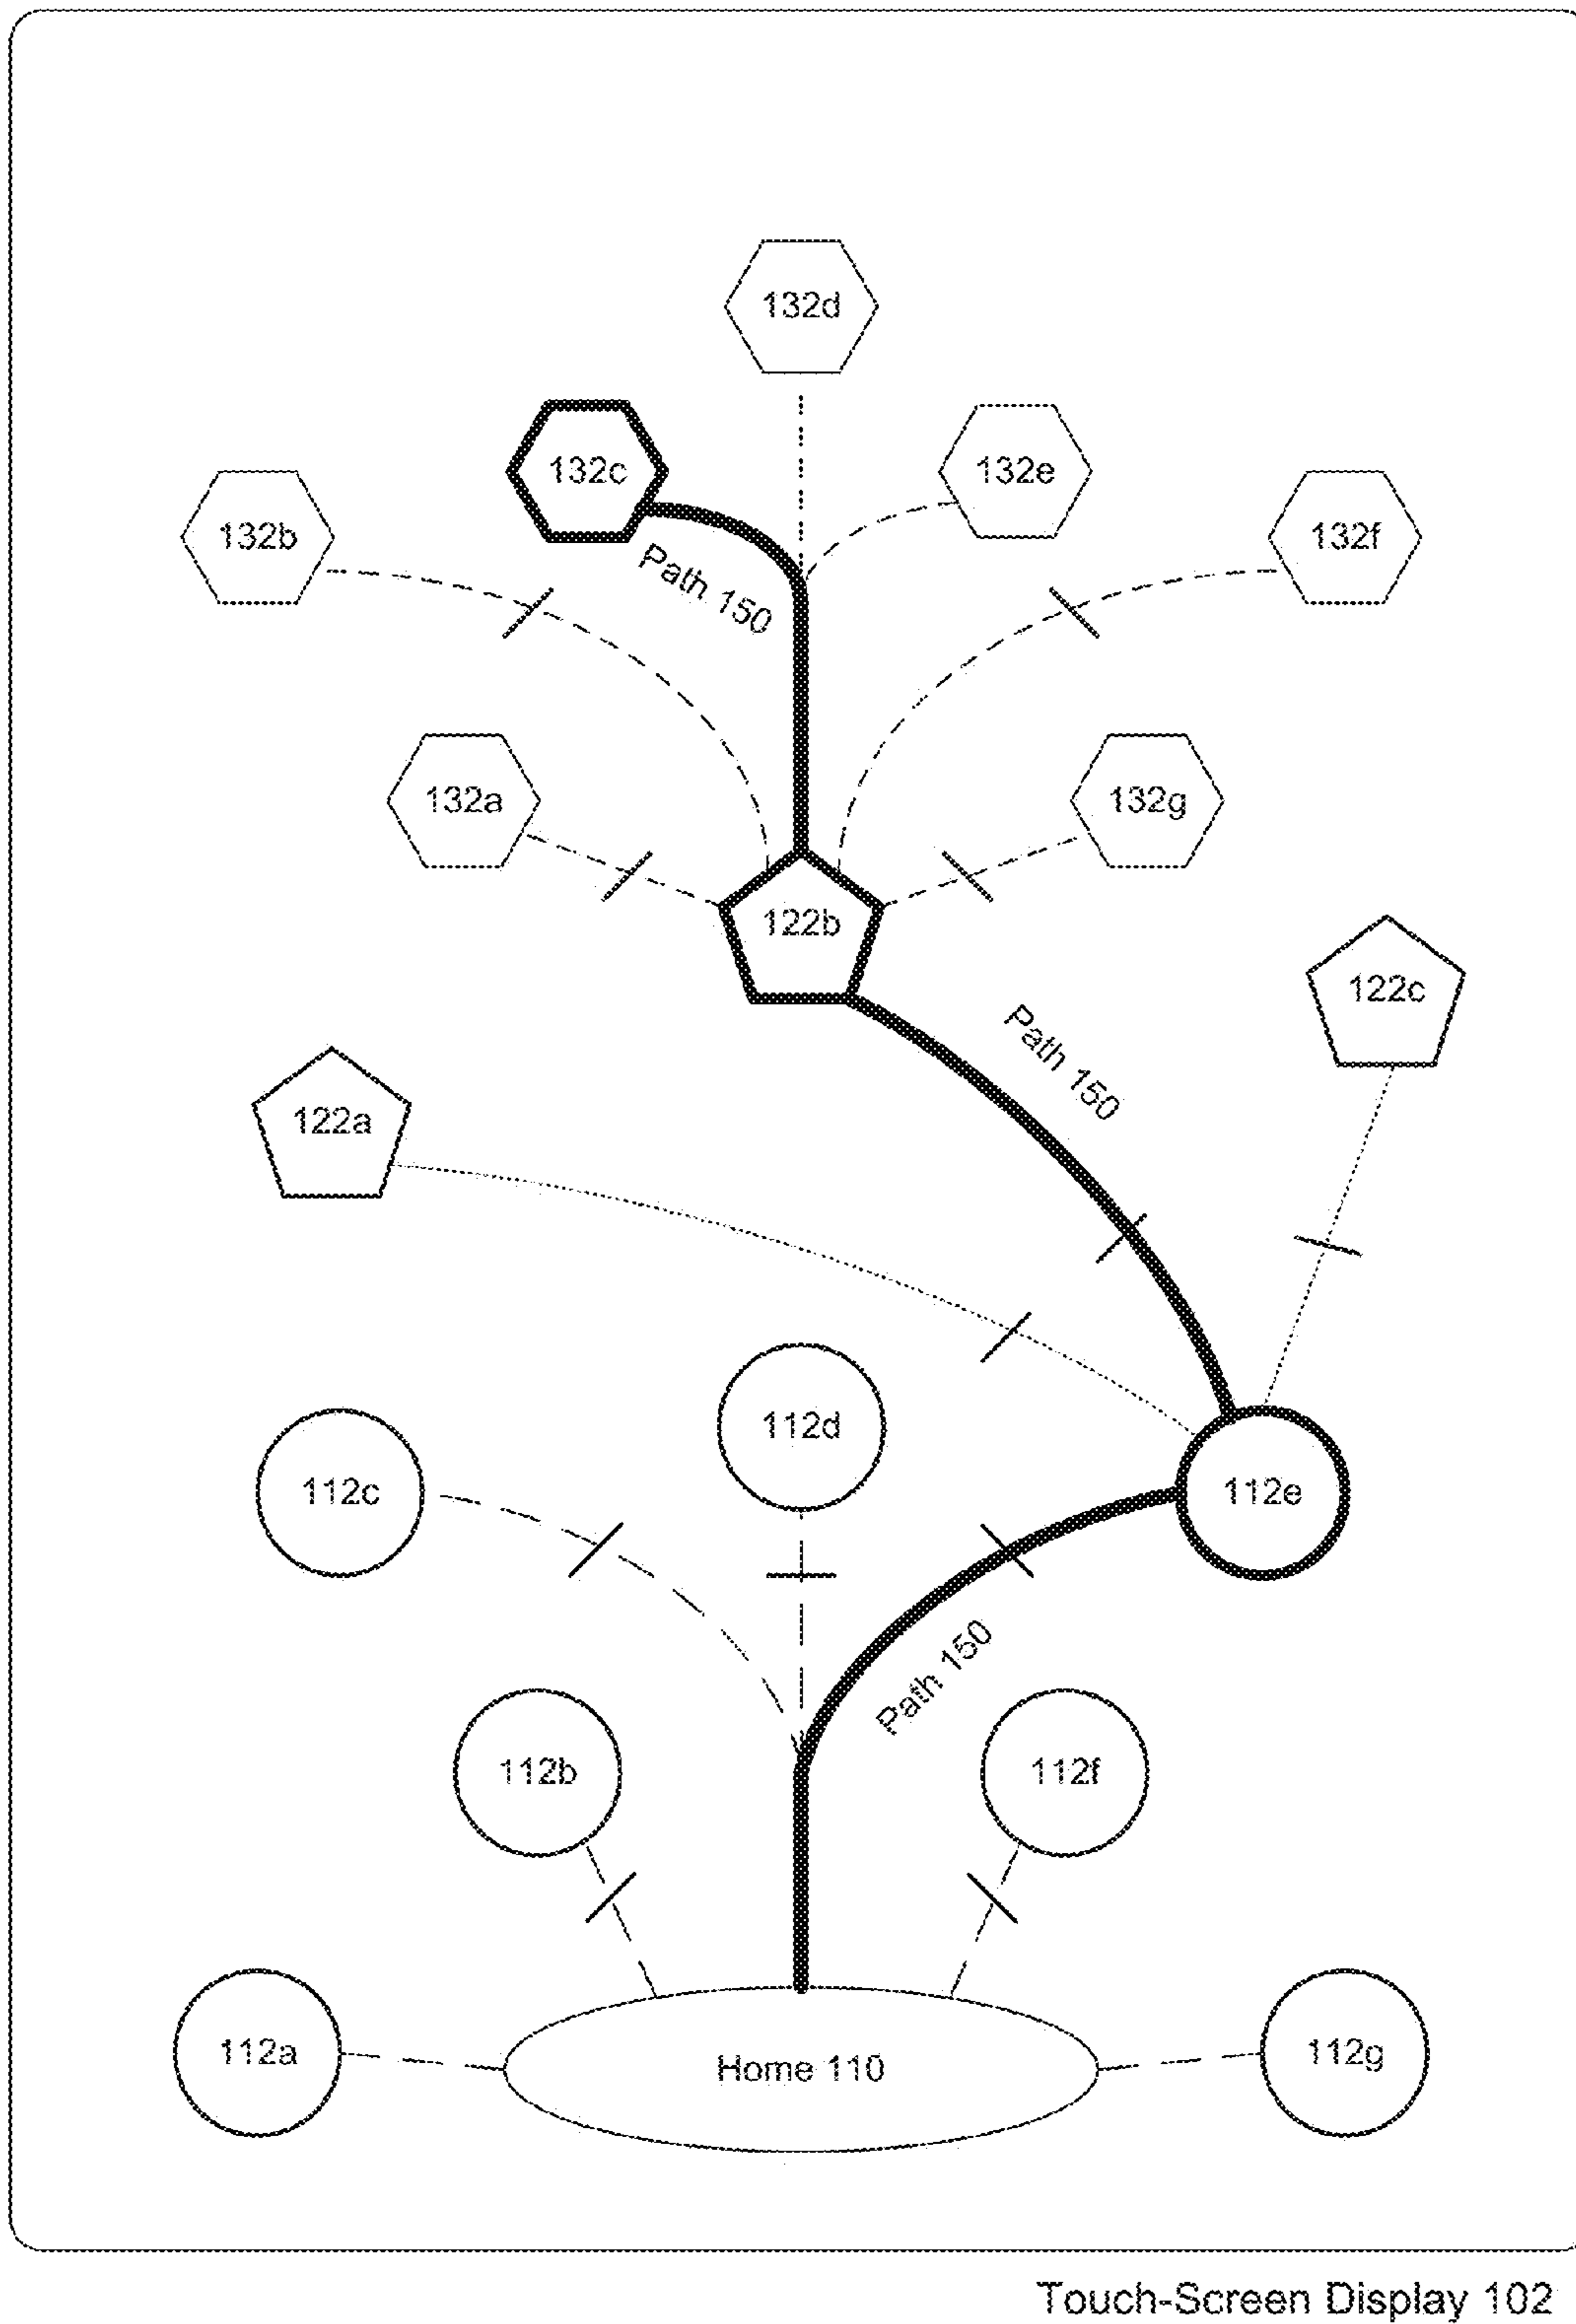 132d
132c
132e
132b
132f
Path 150
132a
132g
122b
122c
Path 150
122a
112d
112c
112e
Path 150
112b
112f
112a
Home 110
112g
Touch-Screen Display 102